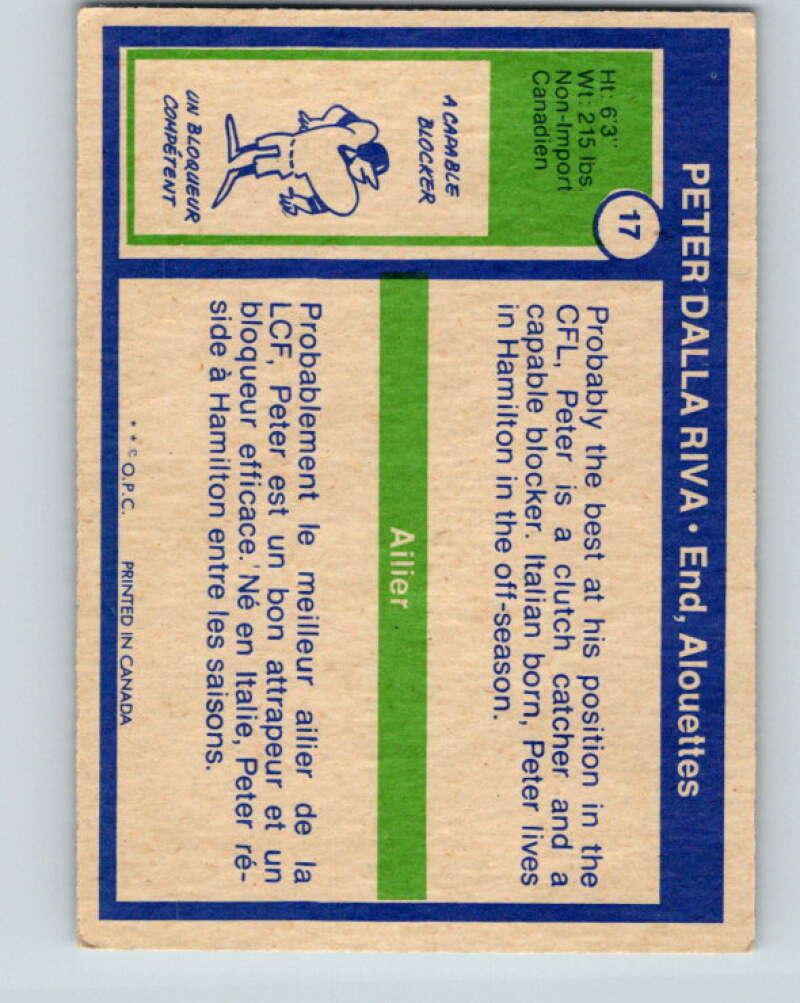 PETER DALLA RIVA • End, Alouettes
17
Ht: 6'3"
Wt: 215 lbs.
Non-Import
Canadien
A CAPABLE
BLOCKER
UN BLOQUEUR
COMPÉTENT
Probably the best at his position in the
CFL, Peter is a clutch catcher and a
capable blocker. Italian born, Peter lives
in Hamilton in the off-season.
Ailier
Probablement le meilleur ailier de la
LCF, Peter est un bon attrapeur et un
bloqueur efficace. Né en Italie, Peter ré-
side à Hamilton entre les saisons.
* * © O.P.C. PRINTED IN CANADA